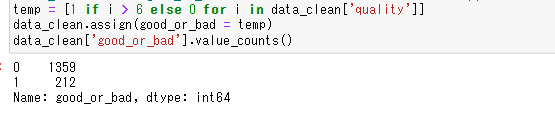 temp = [1 if i > 6 else 0 for i in data_clean['quality']]
data_clean.assign(good_or_bad = temp)
data_clean['good_or_bad'].value_counts()
0    1359
1     212
Name: good_or_bad, dtype: int64